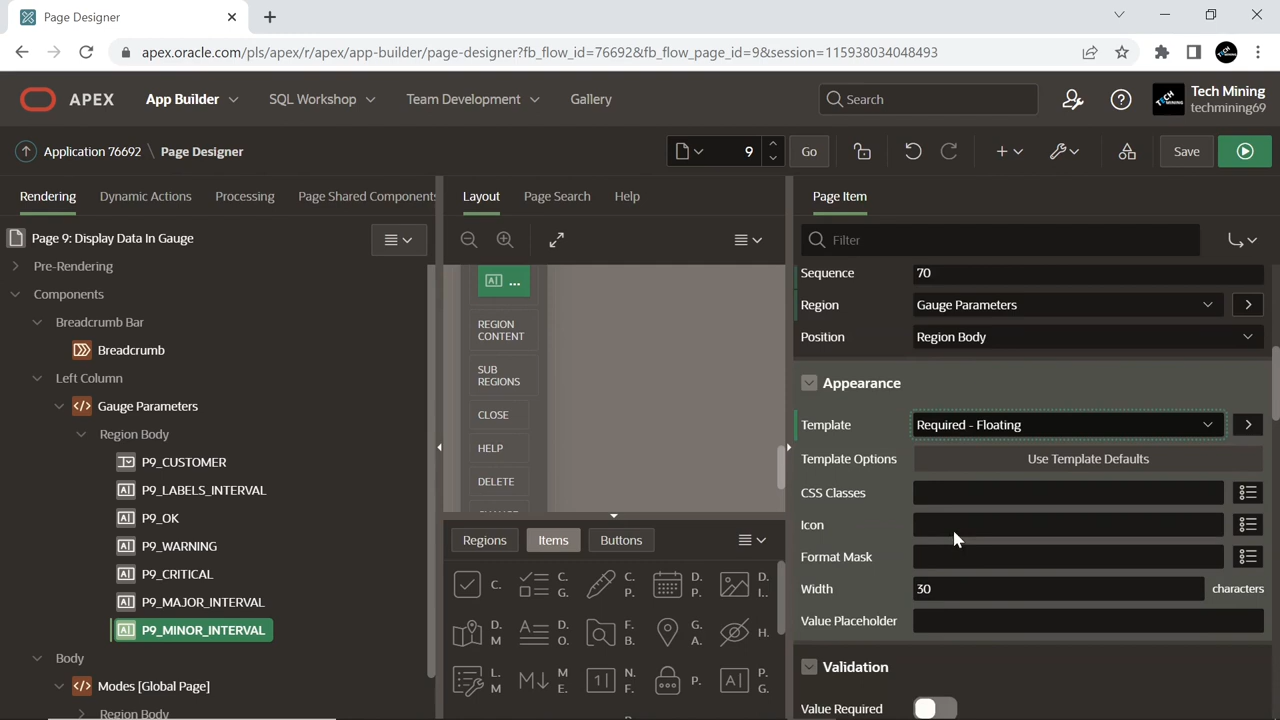 Page Designer
apex.oracle.com/pls/apex/r/apex/app-builder/page-designer?fb_flow_id=76692&fb_flow_page_id=9&session=115938034048493
APEX App Builder SQL Workshop Team Development Gallery Search Tech Mining
techmining69
Application 76692 \ Page Designer 9 Go Save
Rendering Dynamic Actions Processing Page Shared Components Layout Page Search Help Page Item
Page 9: Display Data In Gauge
Filter
Pre-Rendering
Components
Breadcrumb Bar
Breadcrumb
Left Column
Gauge Parameters
Region Body
P9_CUSTOMER
P9_LABELS_INTERVAL
P9_OK
P9_WARNING
P9_CRITICAL
P9_MAJOR_INTERVAL
P9_MINOR_INTERVAL
Body
Modes [Global Page]
Region Body
...
REGION
CONTENT
SUB
REGIONS
CLOSE
HELP
DELETE
Regions Items Buttons
C. C.
G. C.
P. D.
P. D.
I..
D.
M D.
O. F.
B. G.
A. H.
L.
M M
E. N.
F. P. P.
G.
Sequence 70
Region Gauge Parameters
Position Region Body
Appearance
Template Required - Floating
Template Options Use Template Defaults
CSS Classes
Icon
Format Mask
Width 30 characters
Value Placeholder
Validation
Value Required